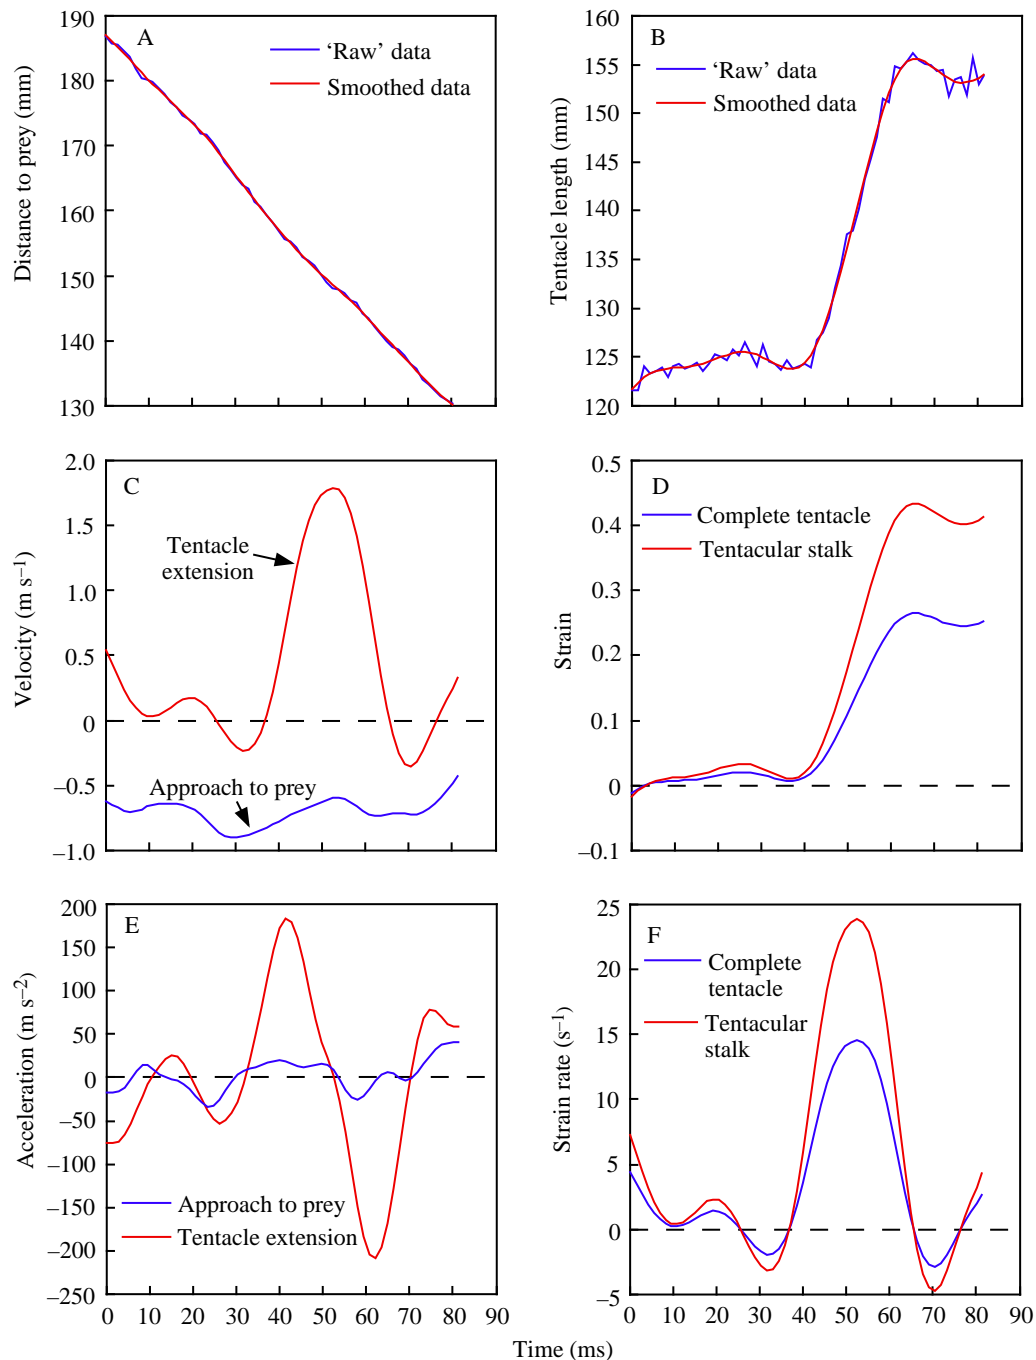 A
190
180
170
160
150
140
130
Distance to prey (mm)
‘Raw’ data
Smoothed data
B
160
155
150
145
140
135
130
125
120
Tentacle length (mm)
‘Raw’ data
Smoothed data
C
2.0
1.5
1.0
0.5
0
–0.5
–1.0
Velocity (m s–1)
Tentacle
extension
Approach to prey
D
0.5
0.4
0.3
0.2
0.1
0
–0.1
Strain
Complete tentacle
Tentacular stalk
E
200
150
100
50
0
–50
–100
–150
–200
–250
Acceleration (m s–2)
Approach to prey
Tentacle extension
0 10 20 30 40 50 60 70 80 90
F
25
20
15
10
5
0
–5
Strain rate (s–1)
Complete
tentacle
Tentacular
stalk
0 10 20 30 40 50 60 70 80 90
Time (ms)